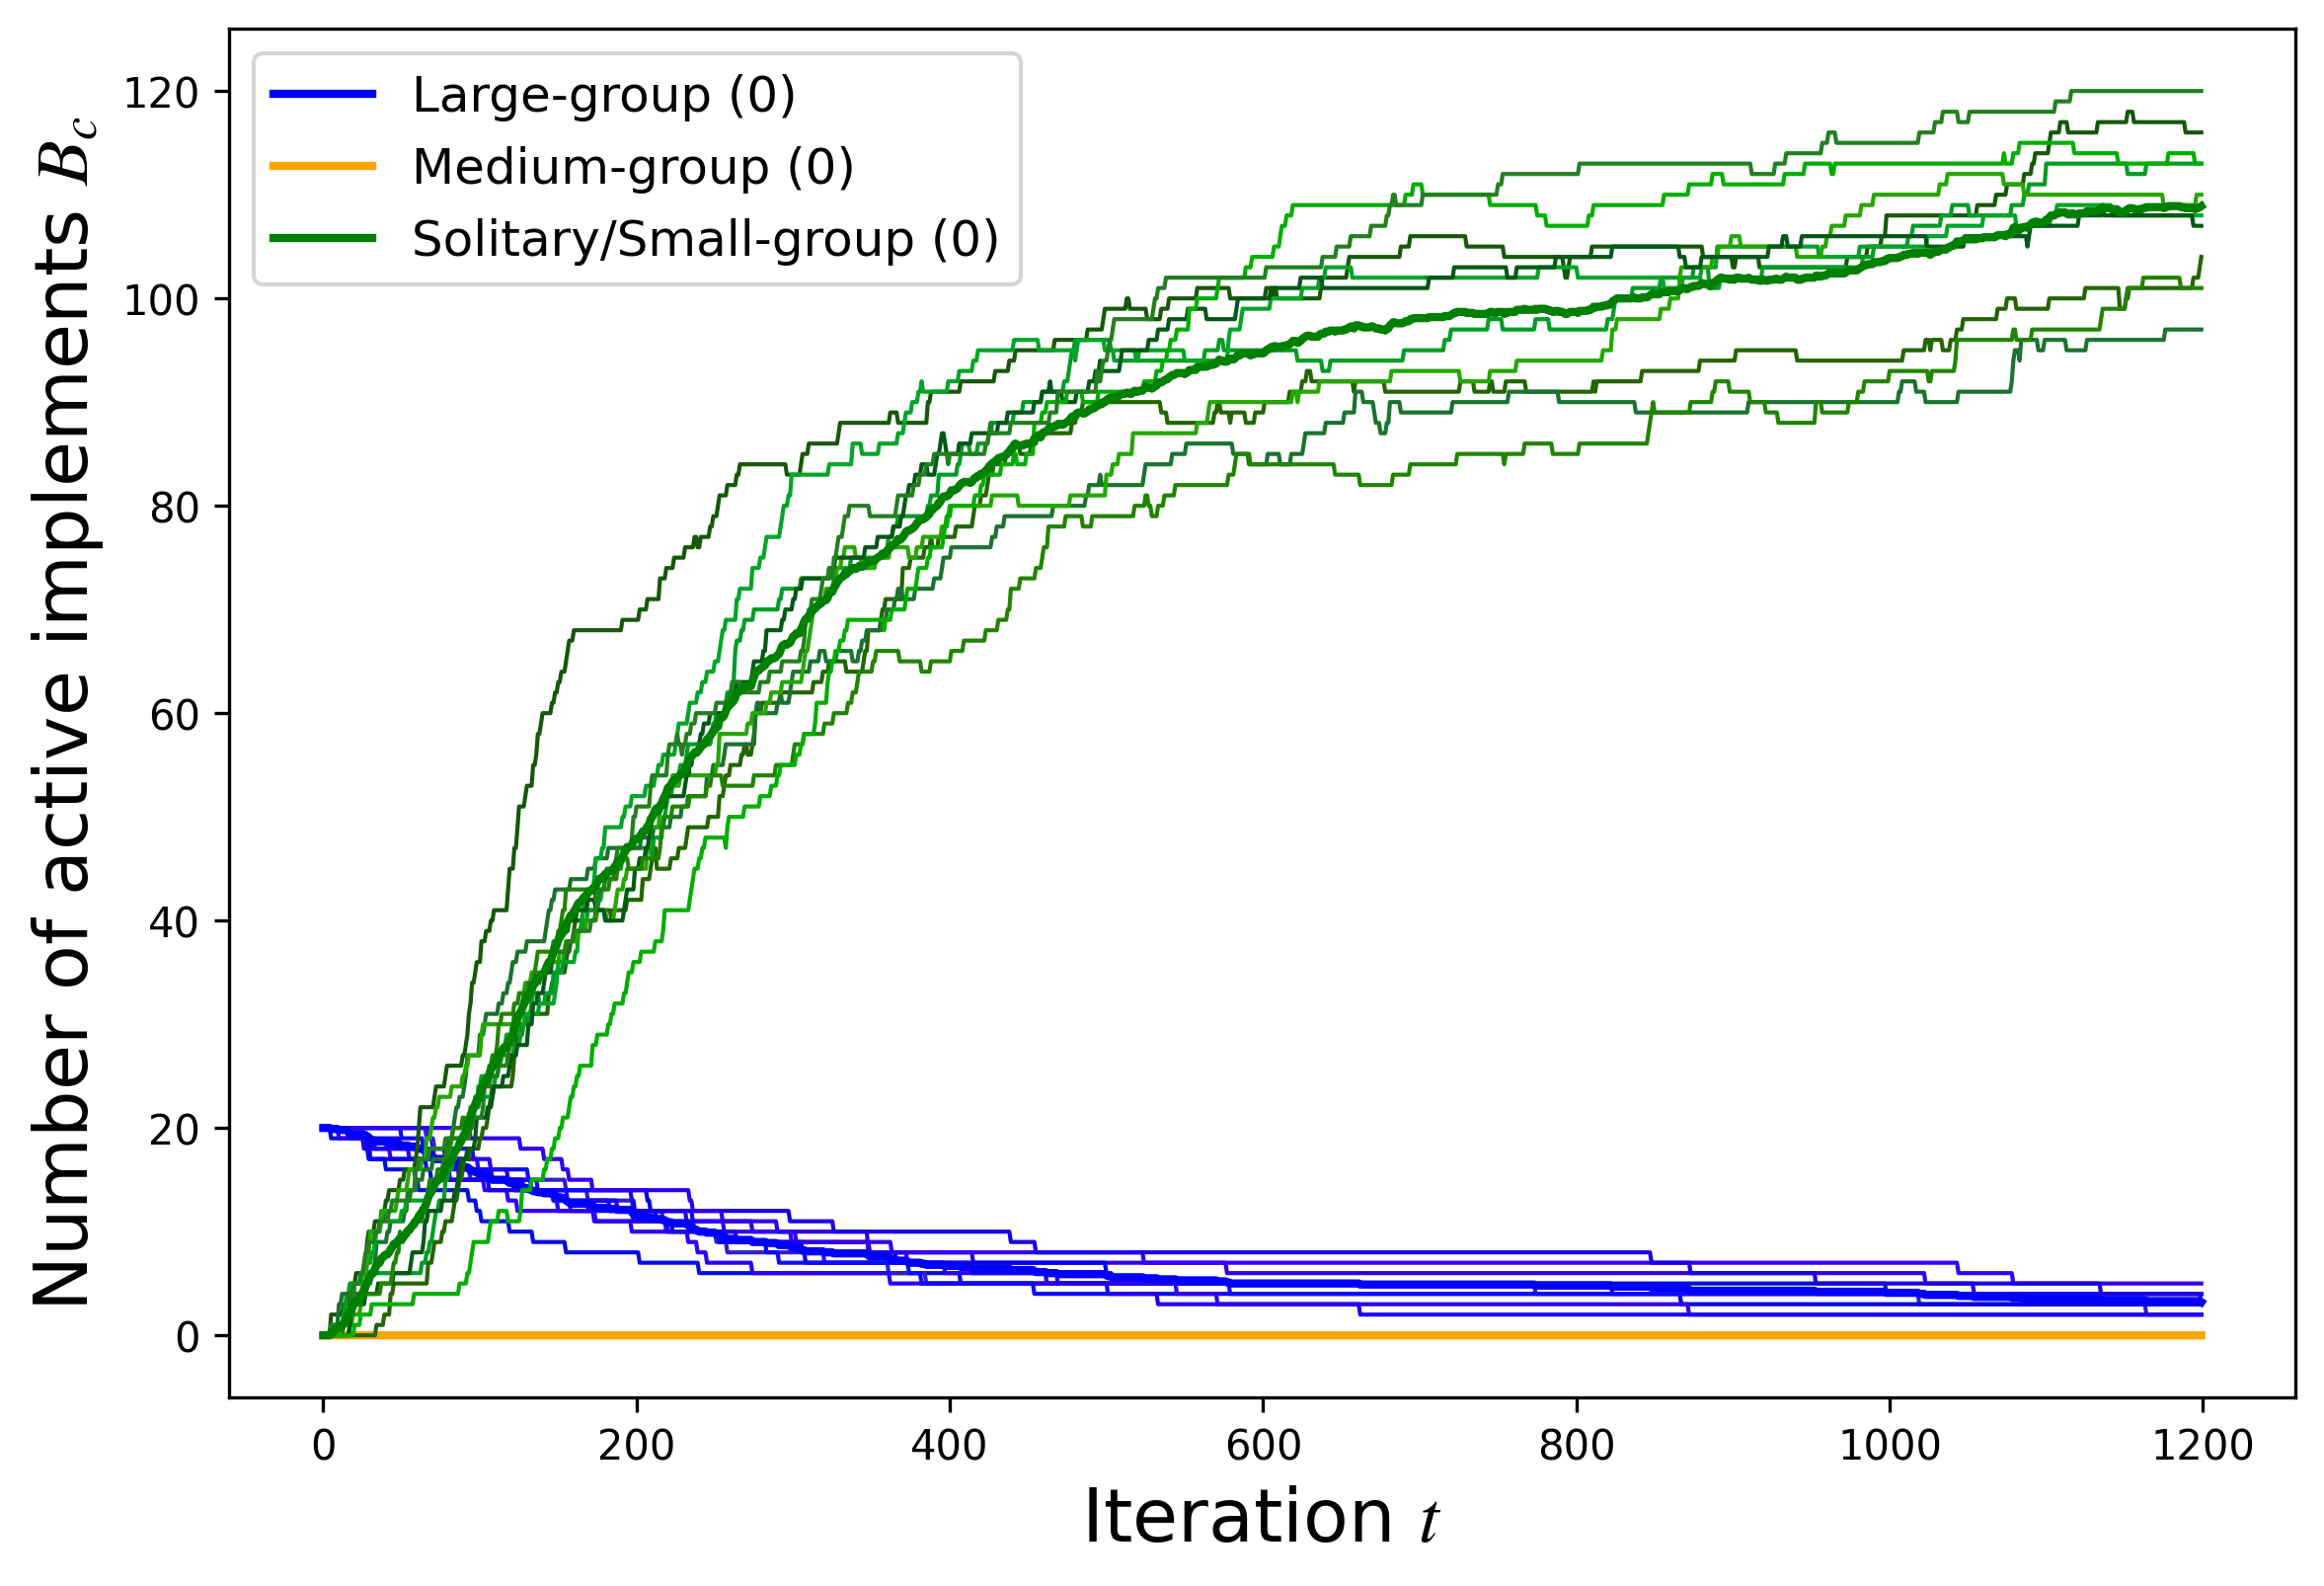 Number of active implements B_c
120
100
80
60
40
20
0
Large-group (0)
Medium-group (0)
Solitary/Small-group (0)
0 200 400 600 800 1000 1200
Iteration t